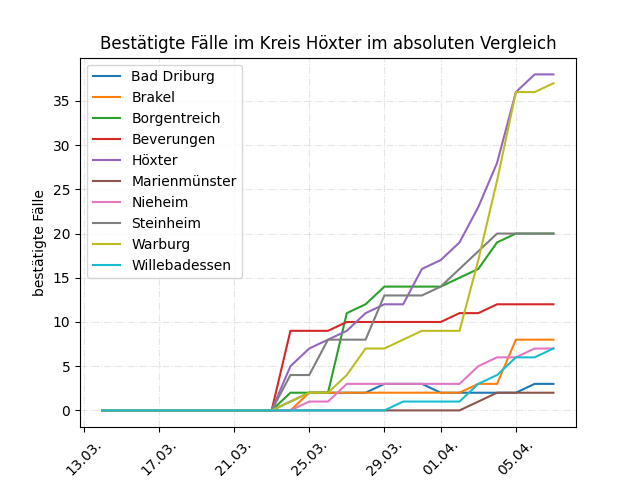 Bestätigte Fälle im Kreis Höxter im absoluten Vergleich
bestätigte Fälle
35
30
25
20
15
10
5
0
Bad Driburg
Brakel
Borgentreich
Beverungen
Höxter
Marienmünster
Nieheim
Steinheim
Warburg
Willebadessen
13.03.
17.03.
21.03.
25.03.
29.03.
01.04.
05.04.